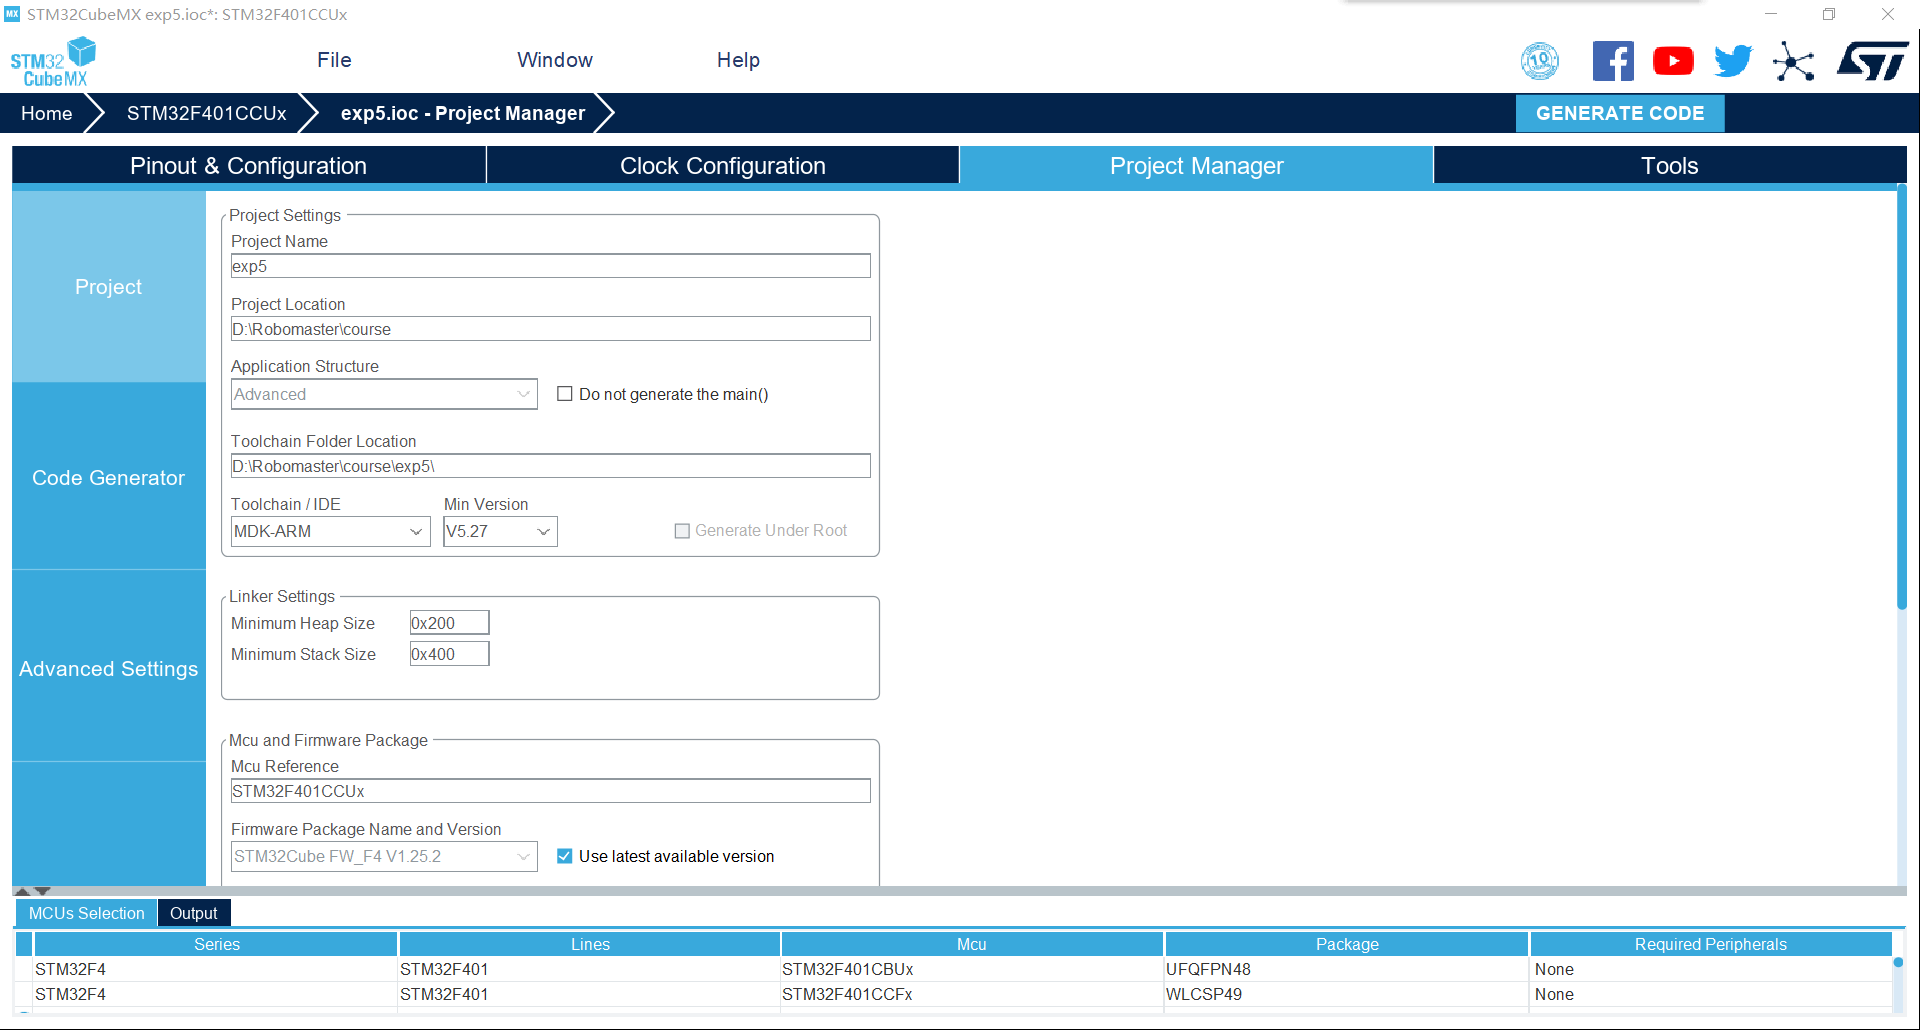 MX STM32CubeMX exp5.ioc*: STM32F401CCUx
STM32
CubeMX
File Window Help
10
ST
Home STM32F401CCUx exp5.ioc - Project Manager GENERATE CODE
Pinout & Configuration Clock Configuration Project Manager Tools
Project
Code Generator
Advanced Settings
Project Settings
Project Name
exp5
Project Location
D:\Robomaster\course
Application Structure
Advanced Do not generate the main()
Toolchain Folder Location
D:\Robomaster\course\exp5\
Toolchain / IDE Min Version
MDK-ARM V5.27 Generate Under Root
Linker Settings
Minimum Heap Size 0x200
Minimum Stack Size 0x400
Mcu and Firmware Package
Mcu Reference
STM32F401CCUx
Firmware Package Name and Version
STM32Cube FW_F4 V1.25.2 Use latest available version
MCUs Selection Output
Series Lines Mcu Package Required Peripherals
STM32F4 STM32F401 STM32F401CBUx UFQFPN48 None
STM32F4 STM32F401 STM32F401CCFx WLCSP49 None